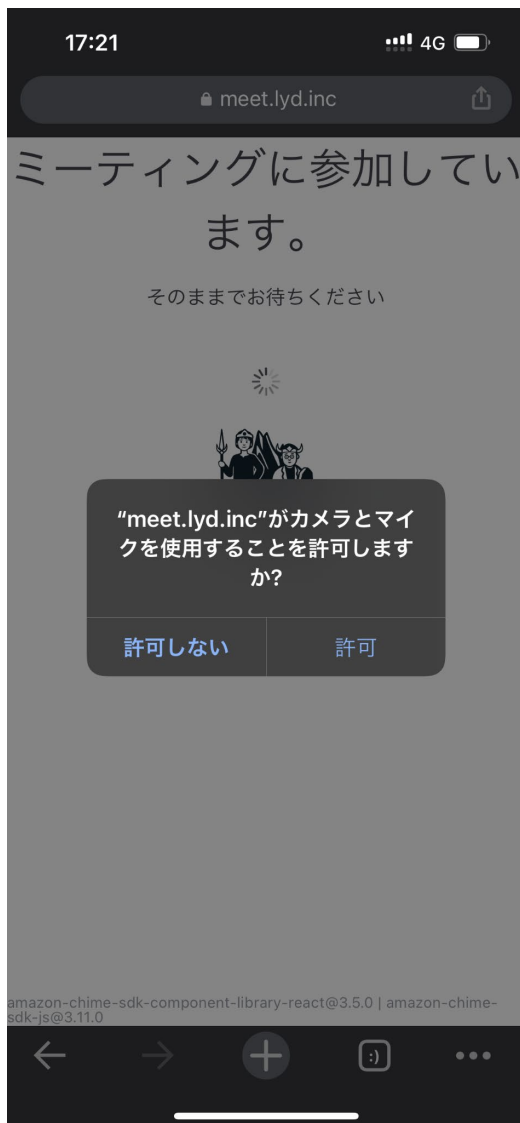 17:21
4G
meet.lyd.inc
ミーティングに参加してい
ます。
そのままでお待ちください
“meet.lyd.inc”がカメラとマイ
クを使用することを許可します
か?
許可しない
許可
amazon-chime-sdk-component-library-react@3.5.0 | amazon-chime-
sdk-js@3.11.0
:)